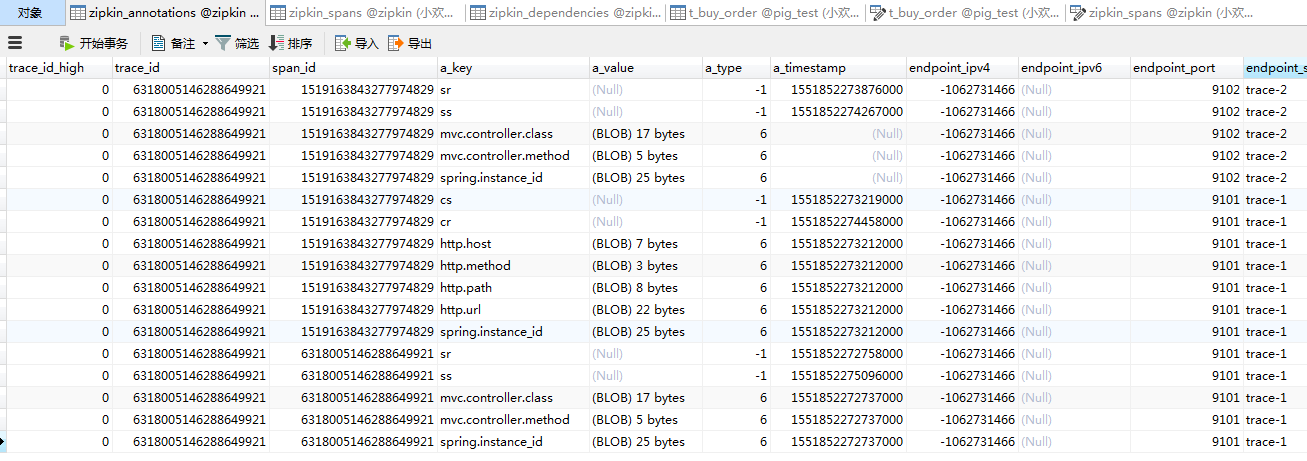 对象 zipkin_annotations @zipkin ... zipkin_spans @zipkin (小欢... zipkin_dependencies @zipki... t_buy_order @pig_test (小欢... t_buy_order @pig_test (小欢... zipkin_spans @zipkin (小欢...
开始事务 备注 筛选 排序 导入 导出
trace_id_high trace_id span_id a_key a_value a_type a_timestamp endpoint_ipv4 endpoint_ipv6 endpoint_port endpoint_s
0 6318005146288649921 1519163843277974829 sr (Null) -1 1551852273876000 -1062731466 (Null) 9102 trace-2
0 6318005146288649921 1519163843277974829 ss (Null) -1 1551852274267000 -1062731466 (Null) 9102 trace-2
0 6318005146288649921 1519163843277974829 mvc.controller.class (BLOB) 17 bytes 6 (Null) -1062731466 (Null) 9102 trace-2
0 6318005146288649921 1519163843277974829 mvc.controller.method (BLOB) 5 bytes 6 (Null) -1062731466 (Null) 9102 trace-2
0 6318005146288649921 1519163843277974829 spring.instance_id (BLOB) 25 bytes 6 (Null) -1062731466 (Null) 9102 trace-2
0 6318005146288649921 1519163843277974829 cs (Null) -1 1551852273219000 -1062731466 (Null) 9101 trace-1
0 6318005146288649921 1519163843277974829 cr (Null) -1 1551852274458000 -1062731466 (Null) 9101 trace-1
0 6318005146288649921 1519163843277974829 http.host (BLOB) 7 bytes 6 1551852273212000 -1062731466 (Null) 9101 trace-1
0 6318005146288649921 1519163843277974829 http.method (BLOB) 3 bytes 6 1551852273212000 -1062731466 (Null) 9101 trace-1
0 6318005146288649921 1519163843277974829 http.path (BLOB) 8 bytes 6 1551852273212000 -1062731466 (Null) 9101 trace-1
0 6318005146288649921 1519163843277974829 http.url (BLOB) 22 bytes 6 1551852273212000 -1062731466 (Null) 9101 trace-1
0 6318005146288649921 1519163843277974829 spring.instance_id (BLOB) 25 bytes 6 1551852273212000 -1062731466 (Null) 9101 trace-1
0 6318005146288649921 6318005146288649921 sr (Null) -1 1551852272758000 -1062731466 (Null) 9101 trace-1
0 6318005146288649921 6318005146288649921 ss (Null) -1 1551852275096000 -1062731466 (Null) 9101 trace-1
0 6318005146288649921 6318005146288649921 mvc.controller.class (BLOB) 17 bytes 6 1551852272737000 -1062731466 (Null) 9101 trace-1
0 6318005146288649921 6318005146288649921 mvc.controller.method (BLOB) 5 bytes 6 1551852272737000 -1062731466 (Null) 9101 trace-1
0 6318005146288649921 6318005146288649921 spring.instance_id (BLOB) 25 bytes 6 1551852272737000 -1062731466 (Null) 9101 trace-1